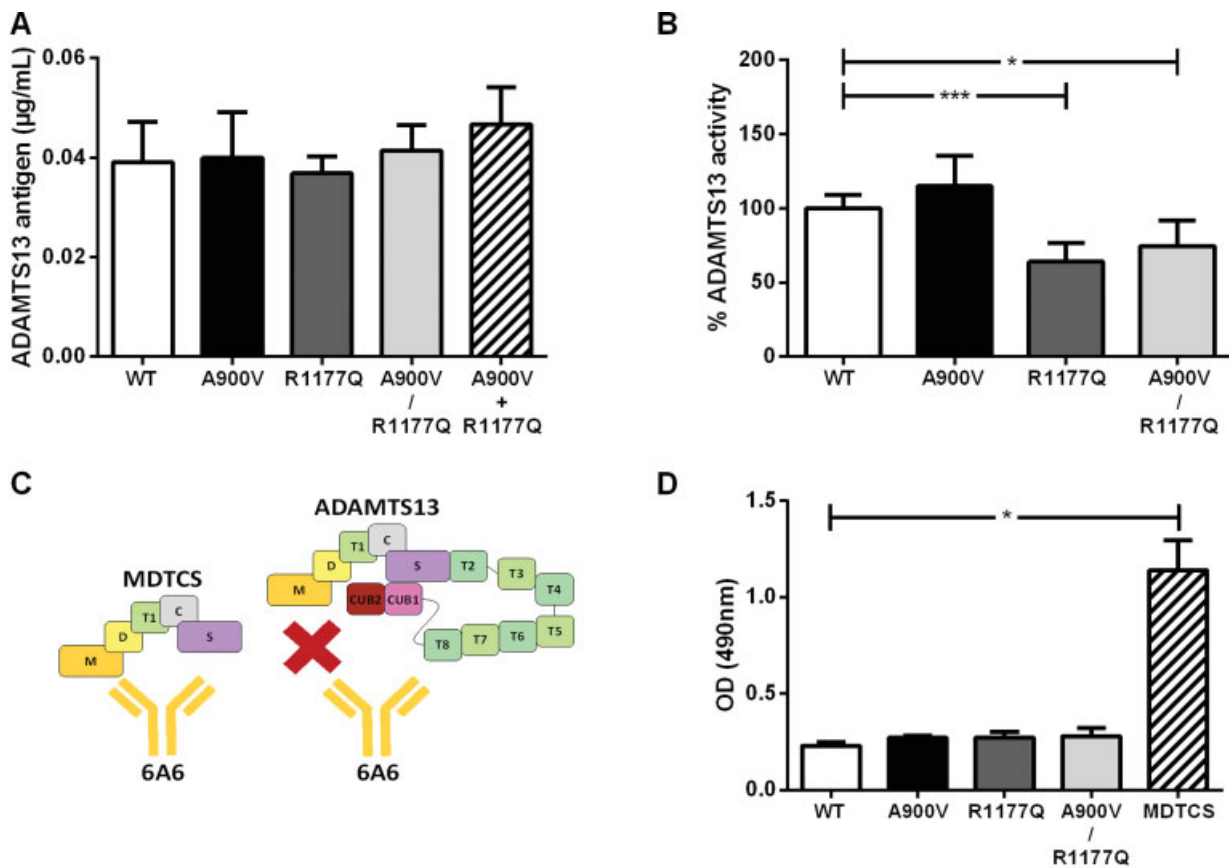 A
ADAMTS13 antigen (µg/mL)
0.06
0.04
0.02
0.00
WT
A900V
R1177Q
A900V
/
R1177Q
A900V
+
R1177Q
B
% ADAMTS13 activity
200
150
100
50
0
*
***
WT
A900V
R1177Q
A900V
/
R1177Q
C
MDTCS
M
D
T1
C
S
6A6
ADAMTS13
M
D
T1
C
S
T2
T3
T4
T5
T6
T7
T8
CUB2
CUB1
6A6
D
OD (490nm)
1.5
1.0
0.5
0.0
*
WT
A900V
R1177Q
A900V
/
R1177Q
MDTCS